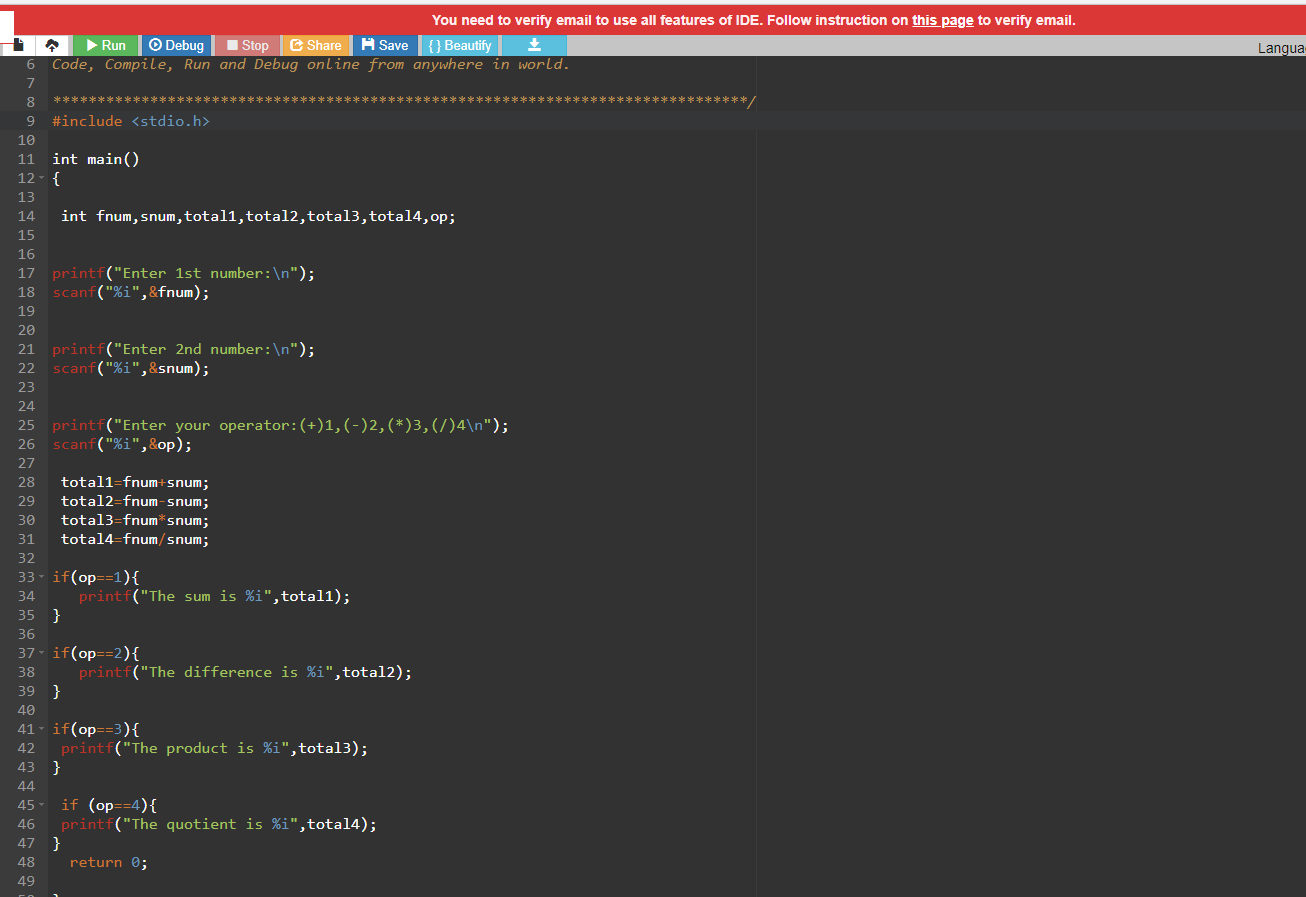 You need to verify email to use all features of IDE. Follow instruction on this page to verify email.
Run Debug Stop Share Save { } Beautify
Langua
6 Code, Compile, Run and Debug online from anywhere in world.
7
8 *******************************************************************************/
9 #include <stdio.h>
10
11 int main()
12 {
13
14 int fnum,snum,total1,total2,total3,total4,op;
15
16
17 printf("Enter 1st number:\n");
18 scanf("%i",&fnum);
19
20
21 printf("Enter 2nd number:\n");
22 scanf("%i",&snum);
23
24
25 printf("Enter your operator:(+)1,(-)2,(*)3,(/)4\n");
26 scanf("%i",&op);
27
28 total1=fnum+snum;
29 total2=fnum-snum;
30 total3=fnum*snum;
31 total4=fnum/snum;
32
33 if(op==1){
34 printf("The sum is %i",total1);
35 }
36
37 if(op==2){
38 printf("The difference is %i",total2);
39 }
40
41 if(op==3){
42 printf("The product is %i",total3);
43 }
44
45 if (op==4){
46 printf("The quotient is %i",total4);
47 }
48 return 0;
49